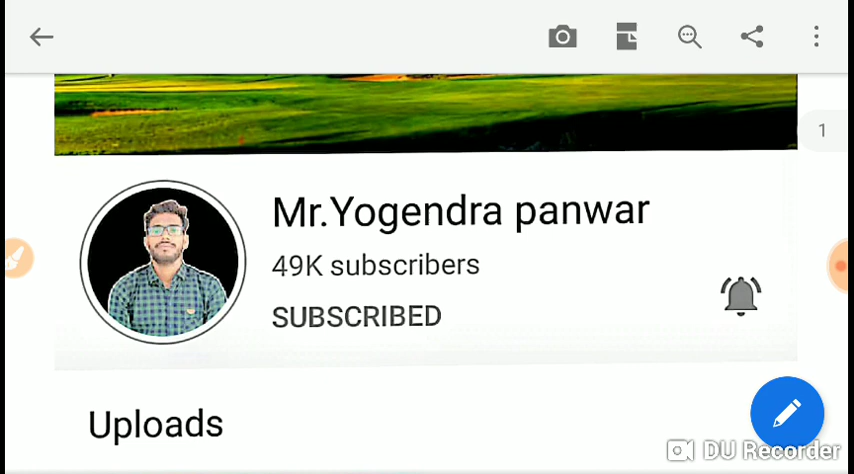 1
Mr.Yogendra panwar
49K subscribers
SUBSCRIBED
Uploads
DU Recorder